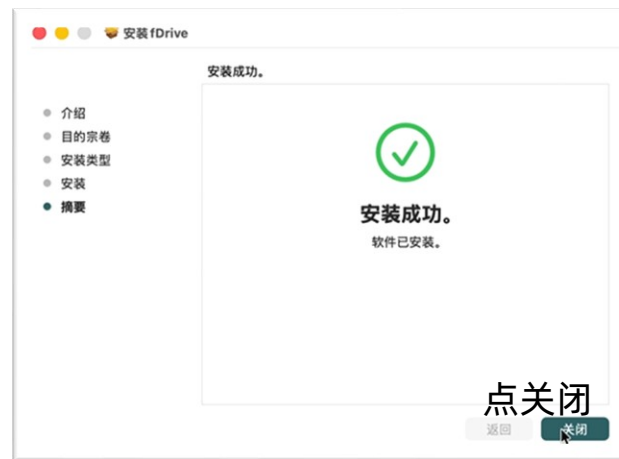 安装 fDrive
安装成功。
介绍
目的宗卷
安装类型
安装
摘要
安装成功。
软件已安装。
点关闭
返回
关闭